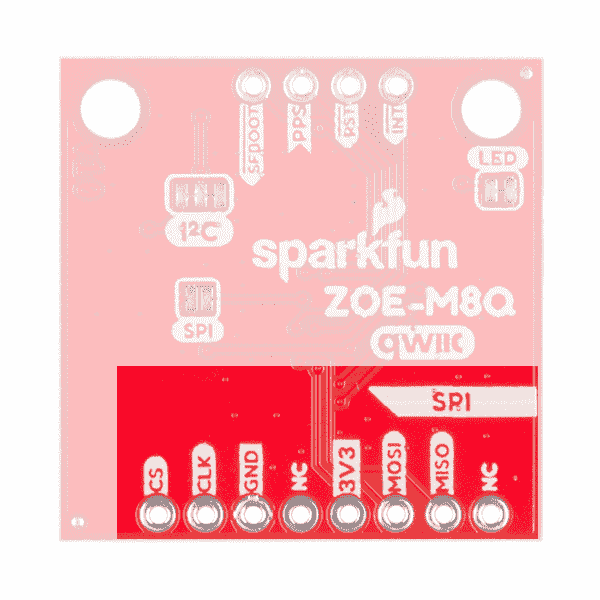 SFBOOT PPS RST INT
LED
I²C
sparkfun
ZOE-M8Q
SPI
qwiic
SPI
CS CLK GND NC 3V3 MOSI MISO NC